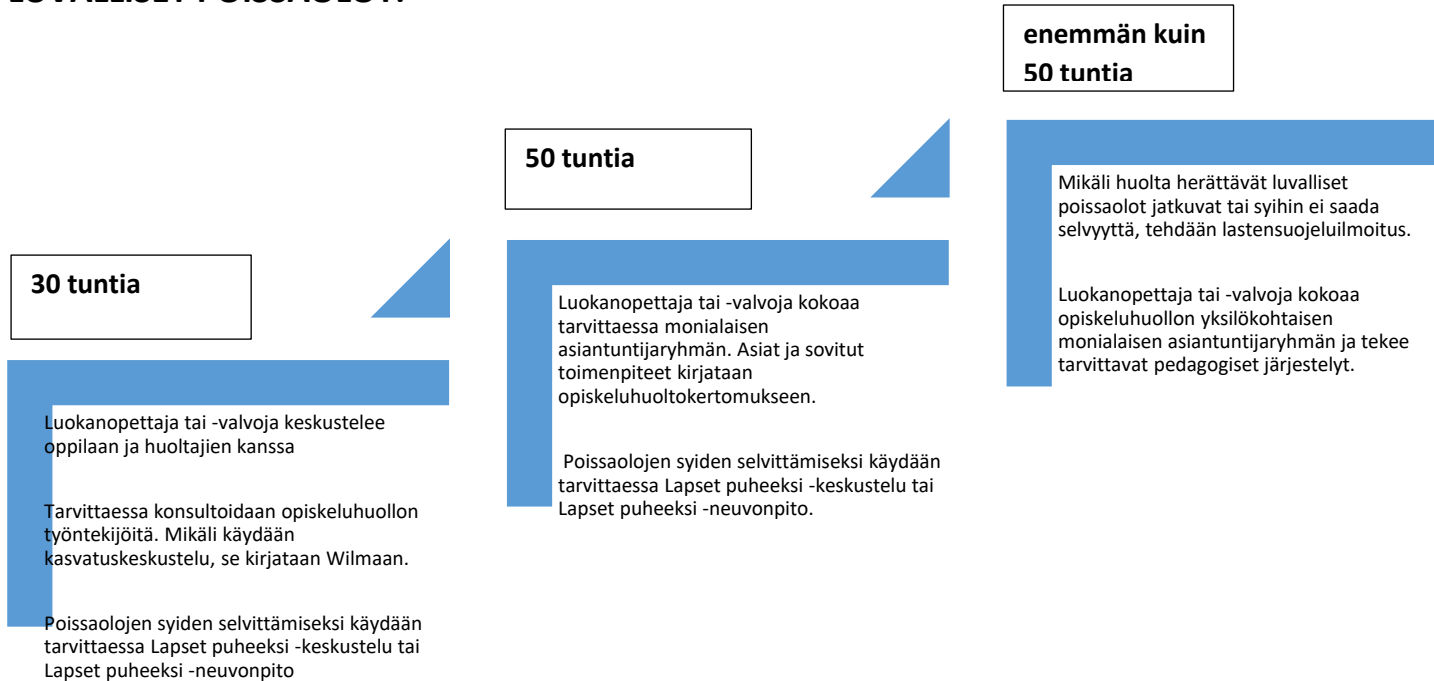 LUVALLISET POISSAOLOT:
30 tuntia
Luokanopettaja tai -valvoja keskustelee
oppilaan ja huoltajien kanssa
Tarvittaessa konsultoidaan opiskeluhuollon
työntekijöitä. Mikäli käydään
kasvatuskeskustelu, se kirjataan Wilmaan.
Poissaolojen syiden selvittämiseksi käydään
tarvittaessa Lapset puheeksi -keskustelu tai
Lapset puheeksi -neuvonpito
50 tuntia
Luokanopettaja tai -valvoja kokoaa
tarvittaessa monialaisen
asiantuntijaryhmän. Asiat ja sovitut
toimenpiteet kirjataan
opiskeluhuoltokertomukseen.
Poissaolojen syiden selvittämiseksi käydään
tarvittaessa Lapset puheeksi -keskustelu tai
Lapset puheeksi -neuvonpito.
enemmän kuin
50 tuntia
Mikäli huolta herättävät luvalliset
poissaolot jatkuvat tai syihin ei saada
selvyyttä, tehdään lastensuojeluilmoitus.
Luokanopettaja tai -valvoja kokoaa
opiskeluhuollon yksilökohtaisen
monialaisen asiantuntijaryhmän ja tekee
tarvittavat pedagogiset järjestelyt.